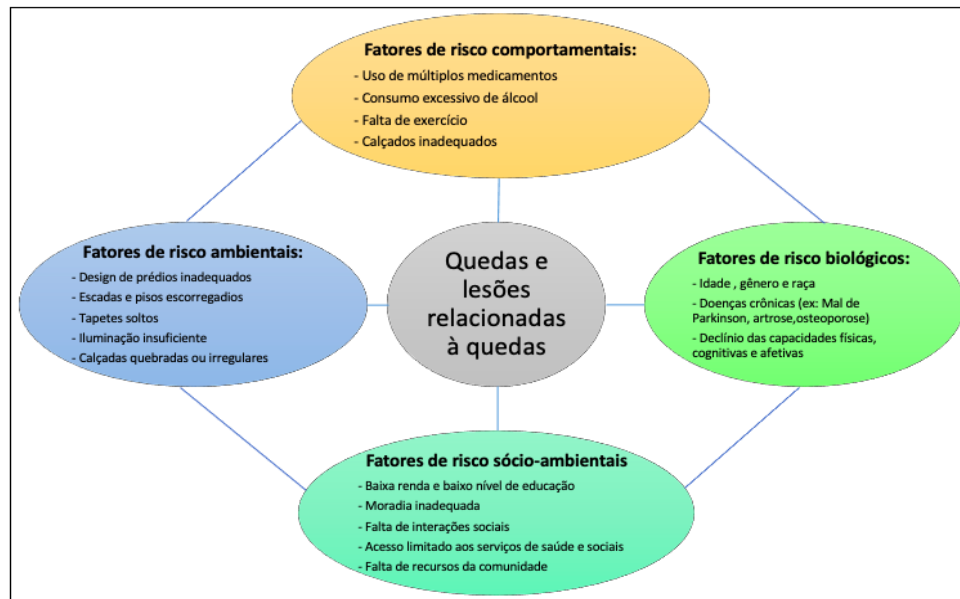 Fatores de risco comportamentais:
- Uso de múltiplos medicamentos
- Consumo excessivo de álcool
- Falta de exercício
- Calçados inadequados
Fatores de risco ambientais:
- Design de prédios inadequados
- Escadas e pisos escorregadios
- Tapetes soltos
- Iluminação insuficiente
- Calçadas quebradas ou irregulares
Quedas e
lesões
relacionadas
à quedas
Fatores de risco biológicos:
- Idade , gênero e raça
- Doenças crônicas (ex: Mal de
Parkinson, artrose,osteoporose)
- Declínio das capacidades físicas,
cognitivas e afetivas
Fatores de risco sócio-ambientais
- Baixa renda e baixo nível de educação
- Moradia inadequada
- Falta de interações sociais
- Acesso limitado aos serviços de saúde e sociais
- Falta de recursos da comunidade